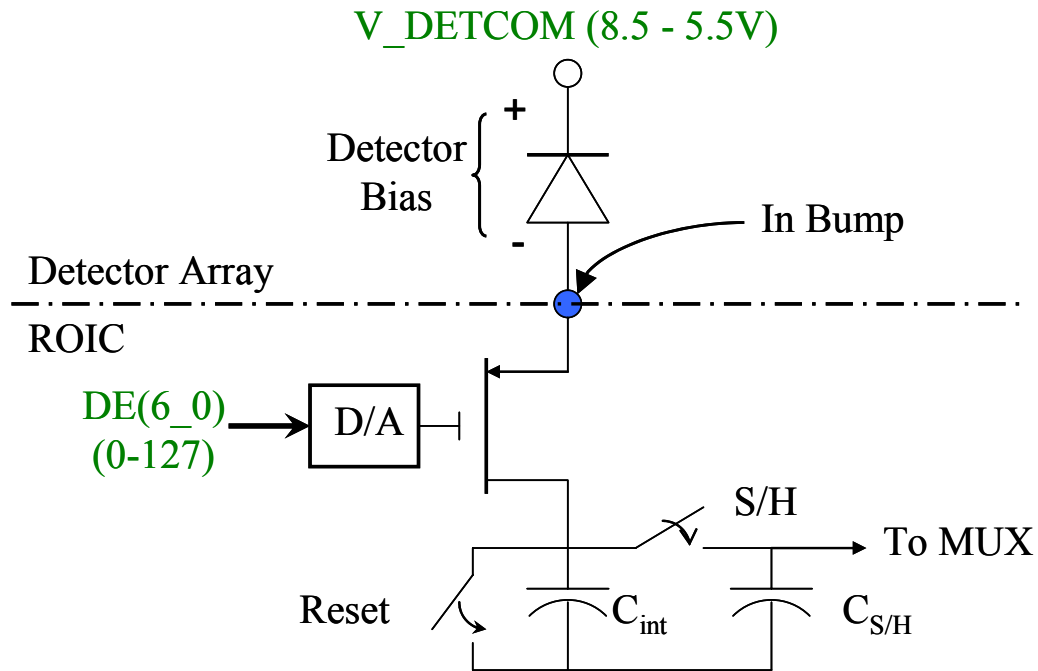 V_DETCOM (8.5 - 5.5V)
+
Detector
Bias
-
In Bump
Detector Array
ROIC
DE(6_0)
(0-127)
D/A
S/H
To MUX
Reset
C_int
C_S/H